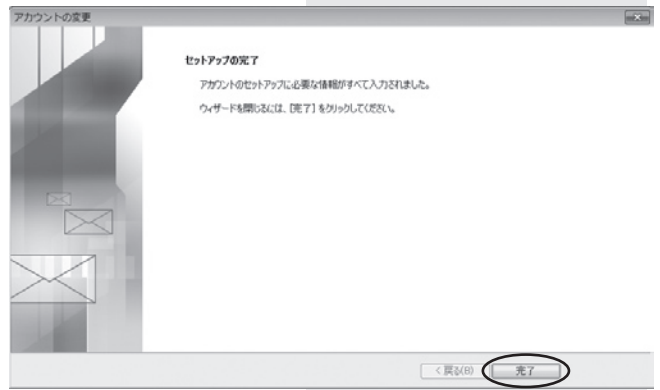 アカウントの変更
セットアップの完了
アカウントのセットアップに必要な情報がすべて入力されました。
ウィザードを閉じるには、[完了] をクリックしてください。
< 戻る(B)
完了